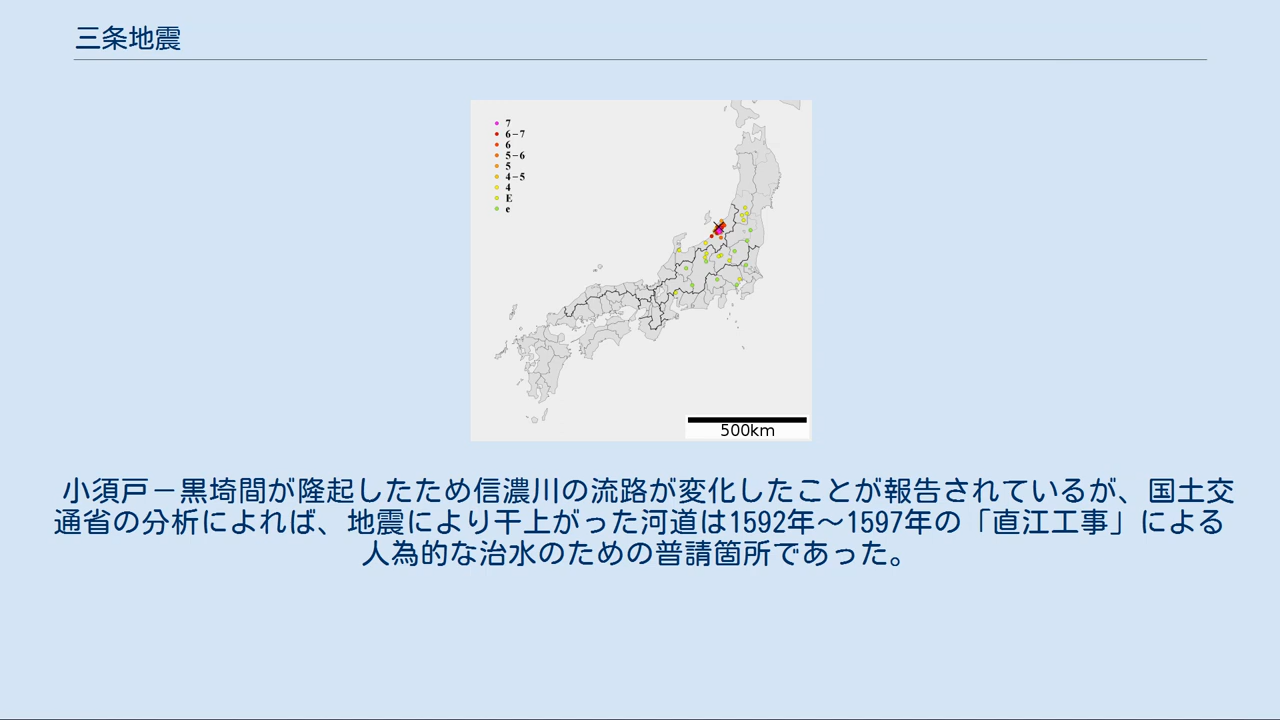 三条地震
7
6-7
6
5-6
5
4-5
4
E
e
500km
小須戸－黒埼間が隆起したため信濃川の流路が変化したことが報告されているが、国土交
通省の分析によれば、地震により干上がった河道は1592年～1597年の「直江工事」による
人為的な治水のための普請箇所であった。